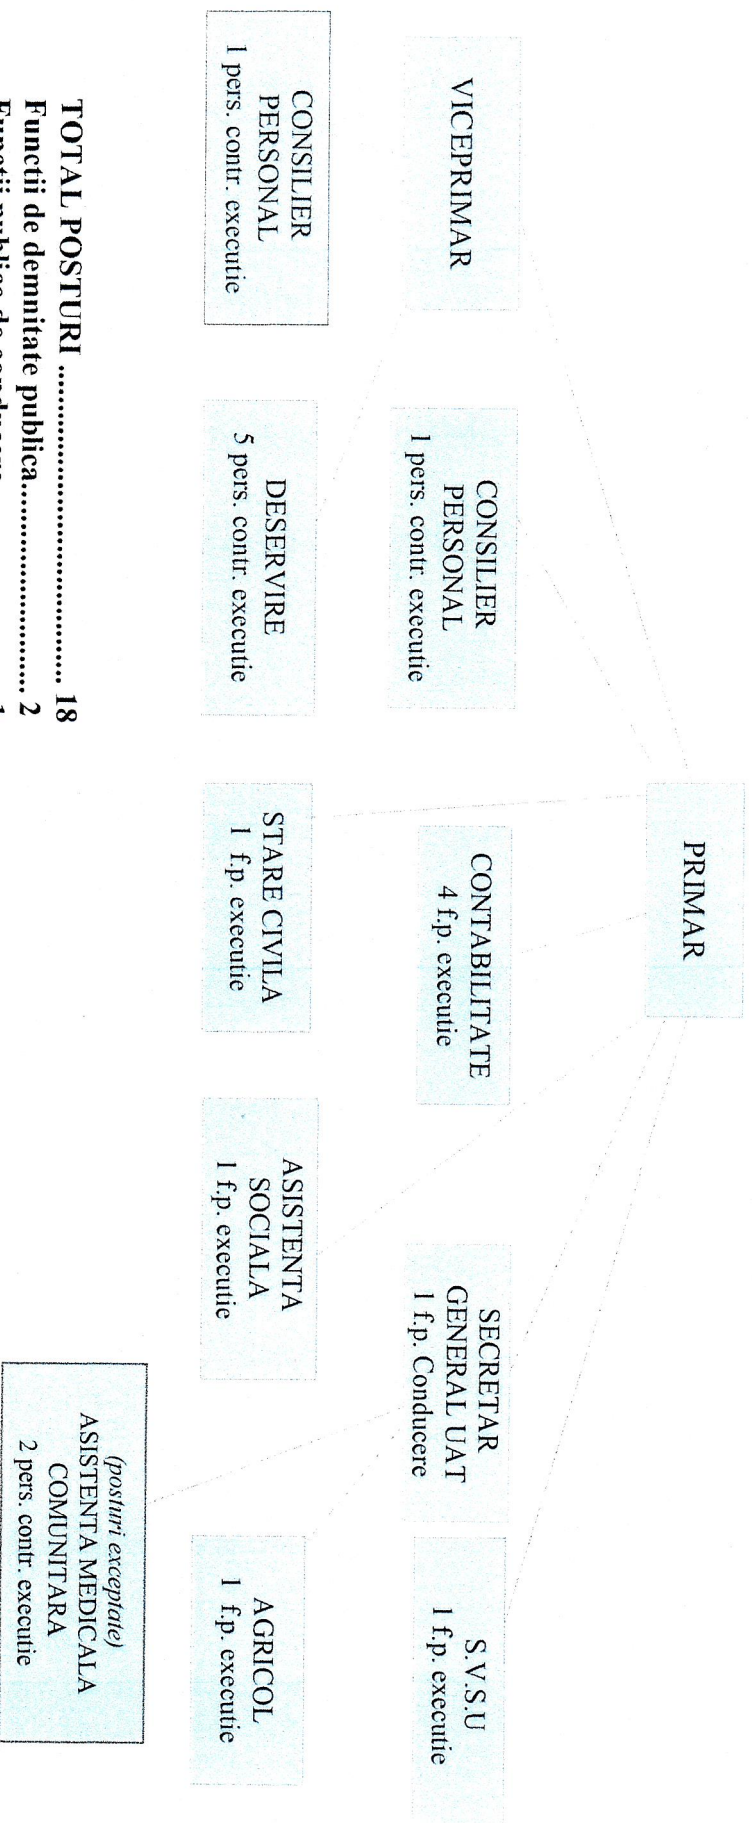 PRIMAR
VICEPRIMAR
CONSILIER
PERSONAL
1 pers. contr. executie
CONTABILITATE
4 f.p. executie
SECRETAR
GENERAL UAT
1 f.p. Conducere
S.V.S.U
1 f.p. executie
CONSILIER
PERSONAL
1 pers. contr. executie
DESERVIRE
5 pers. contr. executie
STARE CIVILA
1 f.p. executie
ASISTENTA
SOCIALA
1 f.p. executie
AGRICOL
1 f.p. executie
(posturi exceptate)
ASISTENTA MEDICALA
COMUNITARA
2 pers. contr. executie
TOTAL POSTURI ........................................ 18
Functii de demnitate publica......................... 2